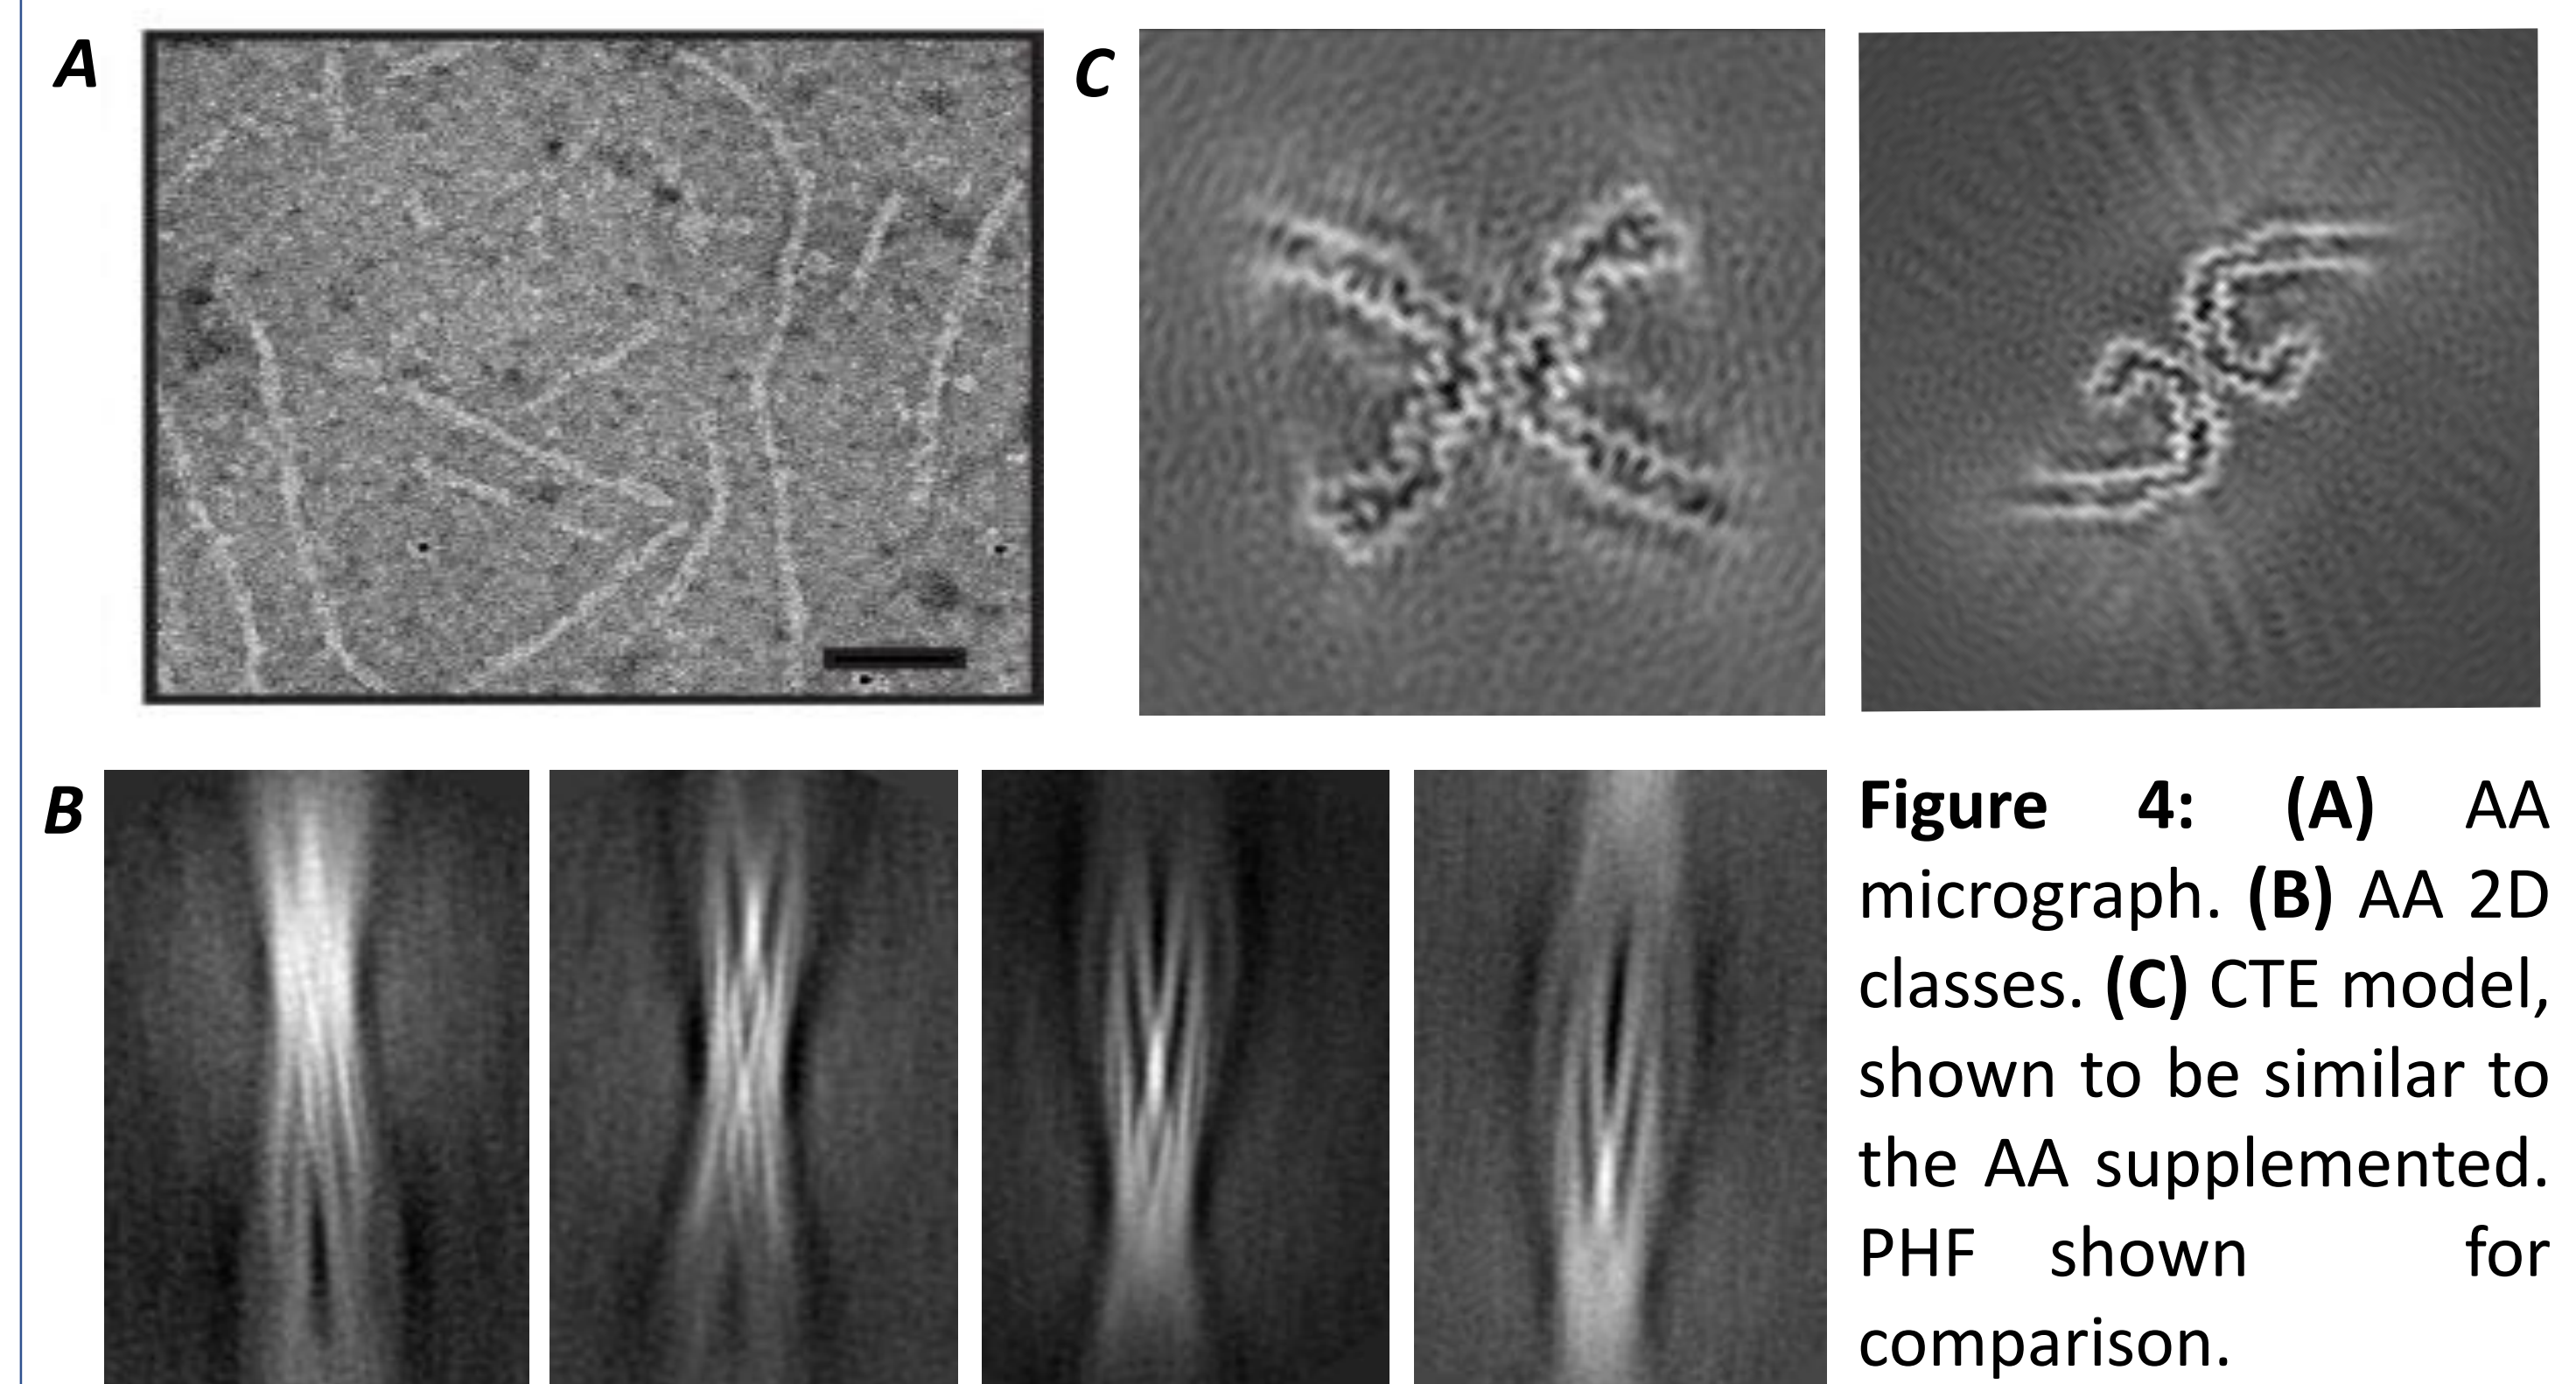 A
C
B
Figure 4: (A) AA
micrograph. (B) AA 2D
classes. (C) CTE model,
shown to be similar to
the AA supplemented.
PHF shown for
comparison.